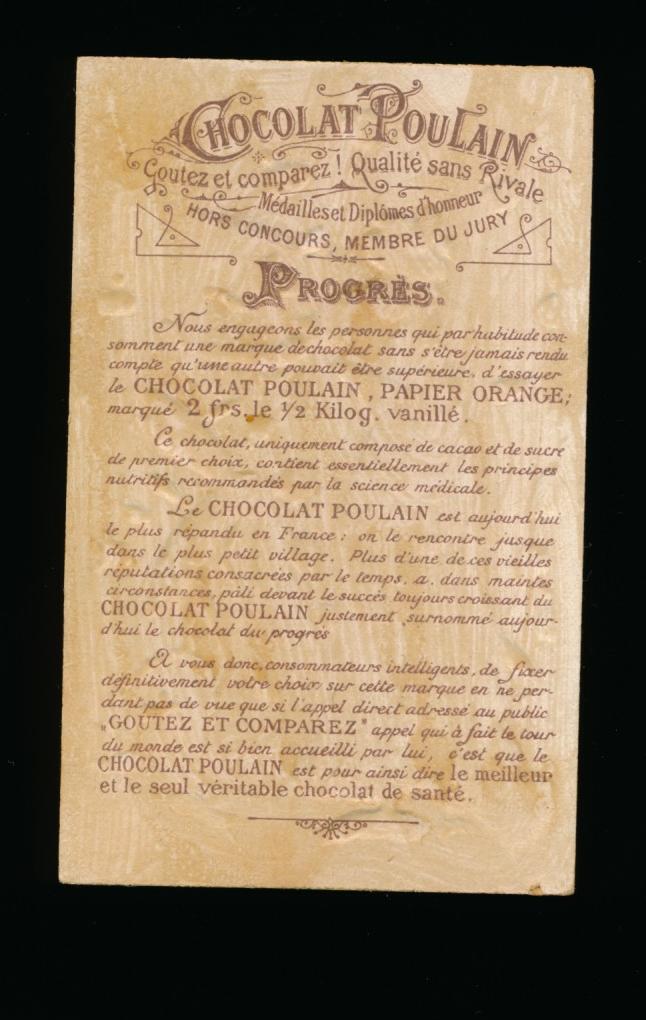 CHOCOLAT POULAIN
Goutez et comparez! Qualité sans Rivale
Médailles et Diplômes d'honneur
HORS CONCOURS, MEMBRE DU JURY
PROGRÈS.
Nous engageons les personnes qui par habitude con-
somment une marque de chocolat sans s'être jamais rendu
compte qu'une autre pouvait être supérieure, d'essayer
le CHOCOLAT POULAIN, PAPIER ORANGE;
marqué 2 frs. le 1/2 Kilog. vanillé.
Ce chocolat, uniquement composé de cacao et de sucre
de premier choix, contient essentiellement les principes
nutritifs recommandés par la science médicale.
Le CHOCOLAT POULAIN est aujourd'hui
le plus répandu en France: on le rencontre jusque
dans le plus petit village. Plus d'une de ces vieilles
réputations consacrées par le temps, a, dans maintes
circonstances, pâli devant le succès toujours croissant du
CHOCOLAT POULAIN justement surnommé aujour-
d'hui le chocolat du progrès
A vous donc, consommateurs intelligents, de fixer
définitivement votre choix sur cette marque en ne per-
dant pas de vue que si l'appel direct adressé au public
„GOUTEZ ET COMPAREZ" appel qui à fait le tour
du monde est si bien accueilli par lui, c'est que le
CHOCOLAT POULAIN est pour ainsi dire le meilleur
et le seul véritable chocolat de santé.